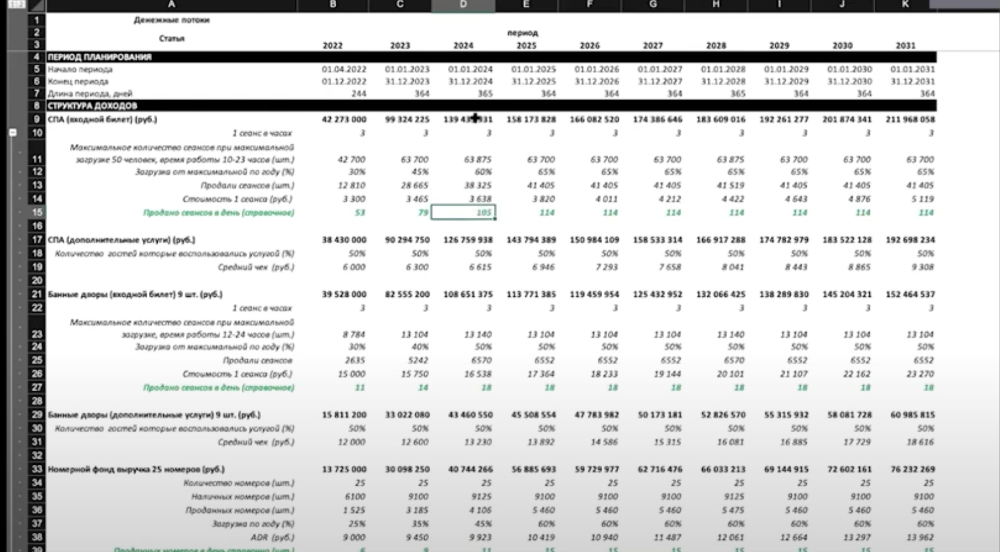 1 2
A B C D E F G H I J K
1 Денежные потоки
2 период
Статья
3 2022 2023 2024 2025 2026 2027 2028 2029 2030 2031
4 ПЕРИОД ПЛАНИРОВАНИЯ
5 Начало периода 01.04.2022 01.01.2023 01.01.2024 01.01.2025 01.01.2026 01.01.2027 01.01.2028 01.01.2029 01.01.2030 01.01.2031
6 Конец периода 01.12.2022 31.12.2023 31.12.2024 31.12.2025 31.12.2026 31.12.2027 31.12.2028 31.12.2029 31.12.2030 31.12.2031
7 Длина периода, дней 244 364 365 364 364 364 365 364 364 364
8 СТРУКТУРА ДОХОДОВ
9 СПА (входной билет) (руб.) 42 273 000 99 324 225 158 173 828 166 082 520 174 386 646 183 609 016 192 261 277 201 874 341 211 968 058
10 1 сеанс в часах 3 3 3 3 3 3 3 3 3 3
Максимальное количество сеансов при максимальной
11 загрузке 50 человек, время работы 10-23 часов (шт.) 42 700 63 700 63 875 63 700 63 700 63 700 63 875 63 700 63 700 63 700
12 Загрузка от максимальной по году (%) 30% 45% 60% 65% 65% 65% 65% 65% 65% 65%
13 Продали сеансов (шт.) 12 810 28 665 38 325 41 405 41 405 41 405 41 519 41 405 41 405 41 405
14 Стоимость 1 сеанса (руб.) 3 300 3 465 3 638 3 820 4 011 4 212 4 422 4 643 4 876 5 119
15 Продано сеансов в день (справочное) 53 79 105 114 114 114 114 114 114 114
16
17 СПА (дополнительные услуги) (руб.) 38 430 000 90 294 750 126 759 938 143 794 389 150 984 109 158 533 314 166 917 288 174 782 979 183 522 128 192 698 234
18 Количество гостей которые воспользовались услугой (%) 50% 50% 50% 50% 50% 50% 50% 50% 50% 50%
19 Средний чек (руб.) 6 000 6 300 6 615 6 946 7 293 7 658 8 041 8 443 8 865 9 308
20
21 Банные дворы (входной билет) 9 шт. (руб.) 39 528 000 82 555 200 108 651 375 113 771 385 119 459 954 125 432 952 132 066 425 138 289 830 145 204 321 152 464 537
22 1 сеанс в часах 3 3 3 3 3 3 3 3 3 3
Максимальное количество сеансов при максимальной
23 загрузке, время работы 12-24 часов (шт.) 8 784 13 104 13 140 13 104 13 104 13 104 13 140 13 104 13 104 13 104
24 Загрузка от максимальной по году (%) 30% 40% 50% 50% 50% 50% 50% 50% 50% 50%
25 Продали сеансов 2635 5242 6570 6552 6552 6552 6570 6552 6552 6552
26 Стоимость 1 сеанса (руб.) 15 000 15 750 16 538 17 364 18 233 19 144 20 101 21 107 22 162 23 270
27 Продано сеансов в день (справочное) 11 14 18 18 18 18 18 18 18 18
28
29 Банные дворы (дополнительные услуги) 9 шт. (руб.) 15 811 200 33 022 080 43 460 550 45 508 554 47 783 982 50 173 181 52 826 570 55 315 932 58 081 728 60 985 815
30 Количество гостей которые воспользовались услугой (%) 50% 50% 50% 50% 50% 50% 50% 50% 50% 50%
31 Средний чек (руб.) 12 000 12 600 13 230 13 892 14 586 15 315 16 081 16 885 17 729 18 616
32
33 Номерной фонд выручка 25 номеров (руб.) 13 725 000 30 098 250 40 744 266 56 885 693 59 729 977 62 716 476 66 033 213 69 144 915 72 602 161 76 232 269
34 Количество номеров (шт.) 25 25 25 25 25 25 25 25 25 25
35 Наличных номеров (шт.) 6100 9100 9125 9100 9100 9100 9125 9100 9100 9100
36 Проданных номеров (шт.) 1 525 3 185 4 106 5 460 5 460 5 460 5 475 5 460 5 460 5 460
37 Загрузка по году (%) 25% 35% 45% 60% 60% 60% 60% 60% 60% 60%
38 ADR (руб.) 9 000 9 450 9 923 10 419 10 940 11 487 12 061 12 664 13 297 13 962
39 Проданных номеров в день справочно (шт.) 6 9 11 15 15 15 15 15 15 15